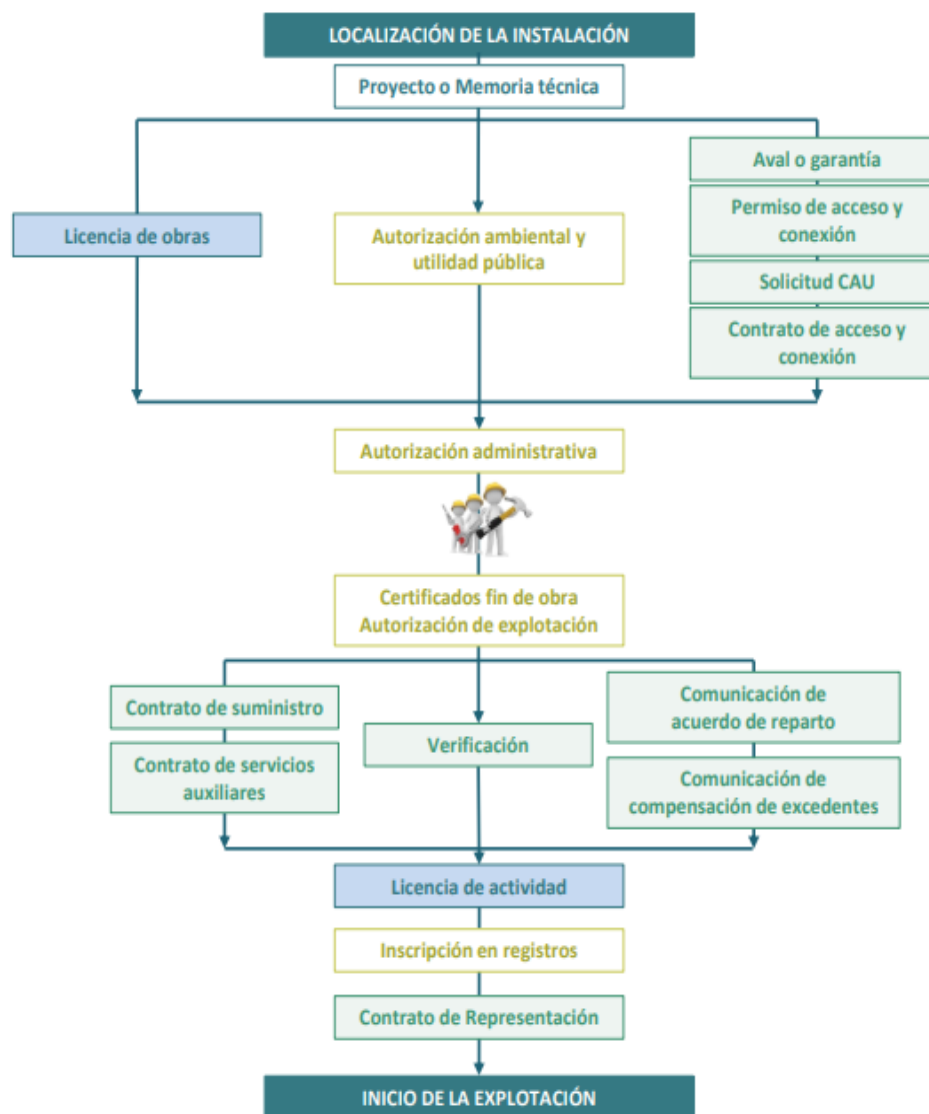 LOCALIZACIÓN DE LA INSTALACIÓN
Proyecto o Memoria técnica
Licencia de obras
Autorización ambiental y
utilidad pública
Aval o garantía
Permiso de acceso y
conexión
Solicitud CAU
Contrato de acceso y
conexión
Autorización administrativa
Certificados fin de obra
Autorización de explotación
Contrato de suministro
Contrato de servicios
auxiliares
Verificación
Comunicación de
acuerdo de reparto
Comunicación de
compensación de excedentes
Licencia de actividad
Inscripción en registros
Contrato de Representación
INICIO DE LA EXPLOTACIÓN